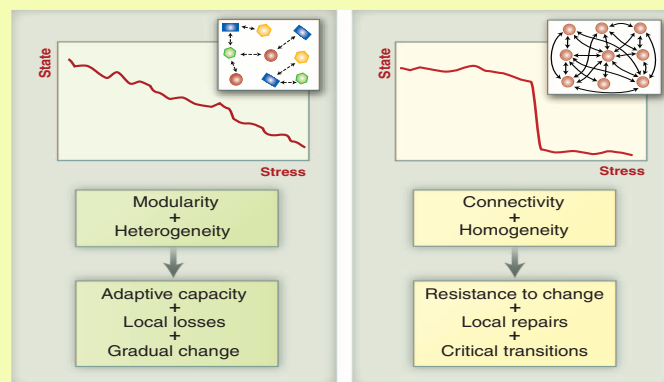 State
Stress
Modularity
+
Heterogeneity
Adaptive capacity
+
Local losses
+
Gradual change
State
Stress
Connectivity
+
Homogeneity
Resistance to change
+
Local repairs
+
Critical transitions